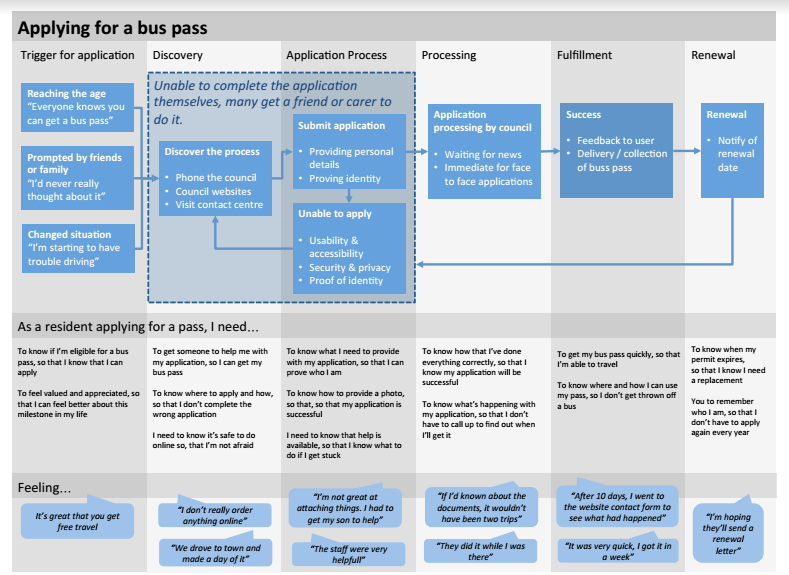 Applying for a bus pass
Trigger for application
Discovery
Application Process
Processing
Fulfillment
Renewal
Reaching the age
“Everyone knows you
can get a bus pass”
Prompted by friends
or family
“I’d never really
thought about it”
Changed situation
“I’m starting to have
trouble driving”
Unable to complete the application
themselves, many get a friend or carer to
do it.
Discover the process
• Phone the council
• Council websites
• Visit contact centre
Submit application
• Providing personal
details
• Proving identity
Unable to apply
• Usability &
accessibility
• Security & privacy
• Proof of identity
Application
processing by council
• Waiting for news
• Immediate for face
to face applications
Success
• Feedback to user
• Delivery / collection
of buss pass
Renewal
• Notify of
renewal
date
As a resident applying for a pass, I need...
To know if I’m eligible for a bus
pass, so that I know that I can
apply
To feel valued and appreciated, so
that I can feel better about this
milestone in my life
To get someone to help me with
my application, so I can get my
bus pass
To know where to apply and how,
so that I don’t complete the
wrong application
I need to know it’s safe to do
online so, that I’m not afraid
To know what I need to provide
with my application, so that I can
prove who I am
To know how to provide a photo,
so that, so that my application is
successful
I need to know that help is
available, so that I know what to
do if I get stuck
To know how that I’ve done
everything correctly, so that I
know my application will be
successful
To know what’s happening with
my application, so that I don’t
have to call up to find out when
I’ll get it
To get my bus pass quickly, so that
I’m able to travel
To know where and how I can use
my pass, so I don’t get thrown off
a bus
To know when my
permit expires,
so that I know I need
a replacement
You to remember
who I am, so that I
don’t have to apply
again every year
Feeling...
It’s great that you get
free travel
“I don’t really order
anything online”
“We drove to town and
made a day of it”
“I’m not great at
attaching things. I had to
get my son to help”
“The staff were very
helpful!”
“If I’d known about the
documents, it wouldn’t
have been two trips”
“They did it while I was
there”
“After 10 days, I went to
the website contact form to
see what had happened”
“It was very quick, I got it in
a week”
“I’m hoping
they’ll send a
renewal
letter”